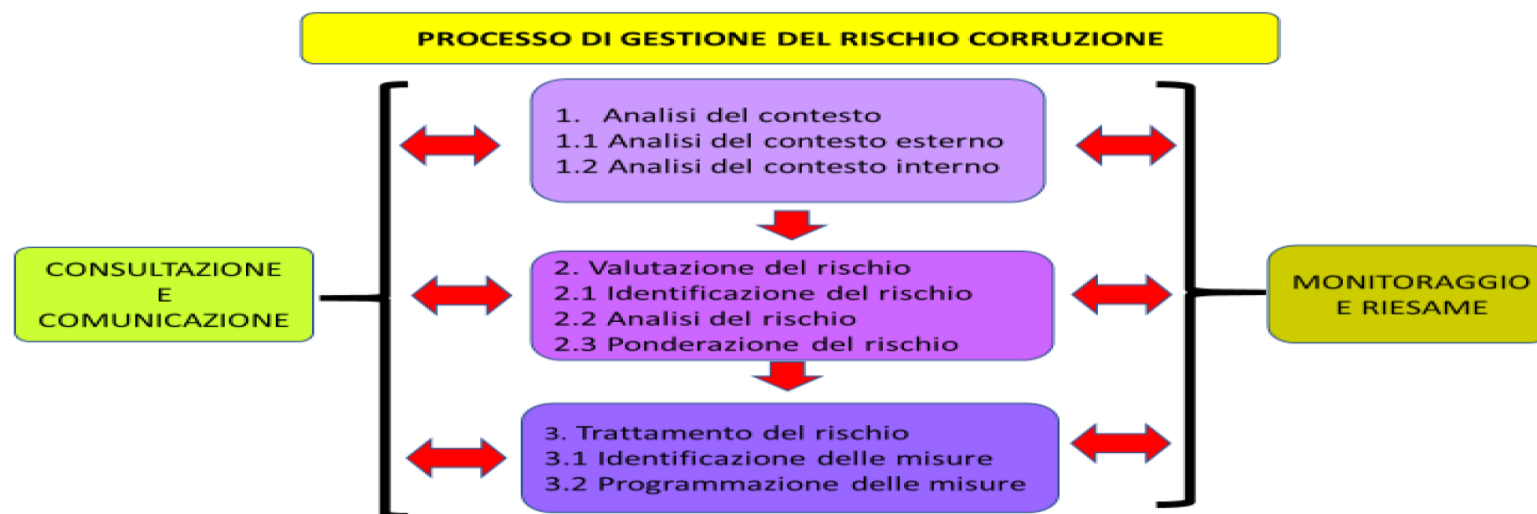 PROCESSO DI GESTIONE DEL RISCHIO CORRUZIONE
1. Analisi del contesto
1.1 Analisi del contesto esterno
1.2 Analisi del contesto interno
CONSULTAZIONE
E
COMUNICAZIONE
2. Valutazione del rischio
2.1 Identificazione del rischio
2.2 Analisi del rischio
2.3 Ponderazione del rischio
MONITORAGGIO
E RIESAME
3. Trattamento del rischio
3.1 Identificazione delle misure
3.2 Programmazione delle misure